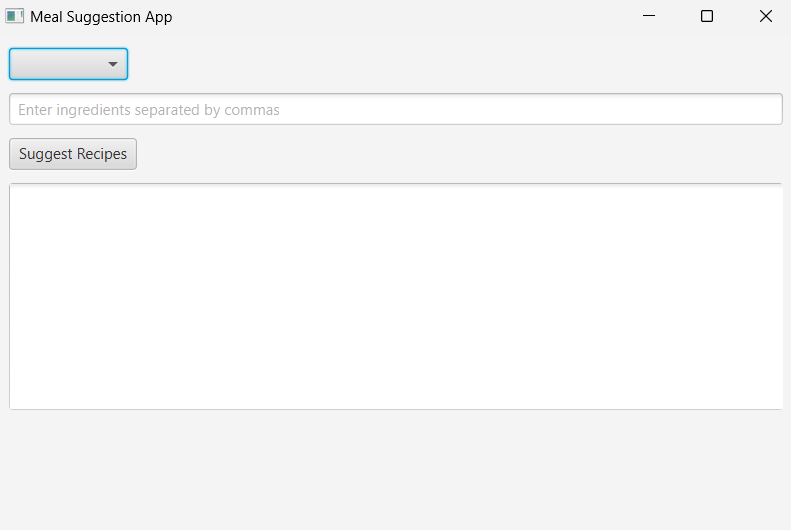 Meal Suggestion App
Enter ingredients separated by commas
Suggest Recipes